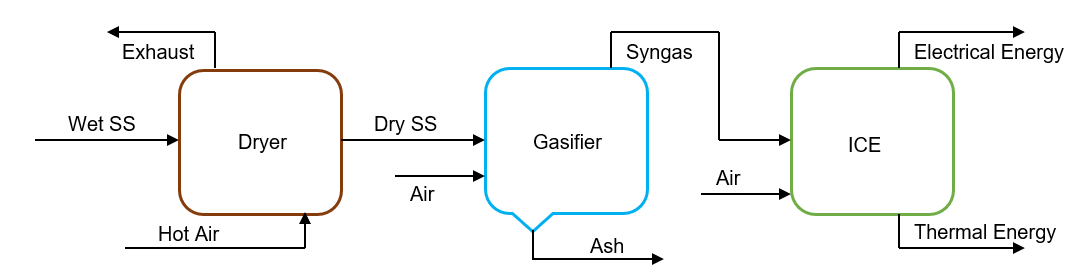 Exhaust
Syngas
Electrical Energy
Wet SS
Dryer
Dry SS
Gasifier
ICE
Air
Air
Hot Air
Ash
Thermal Energy